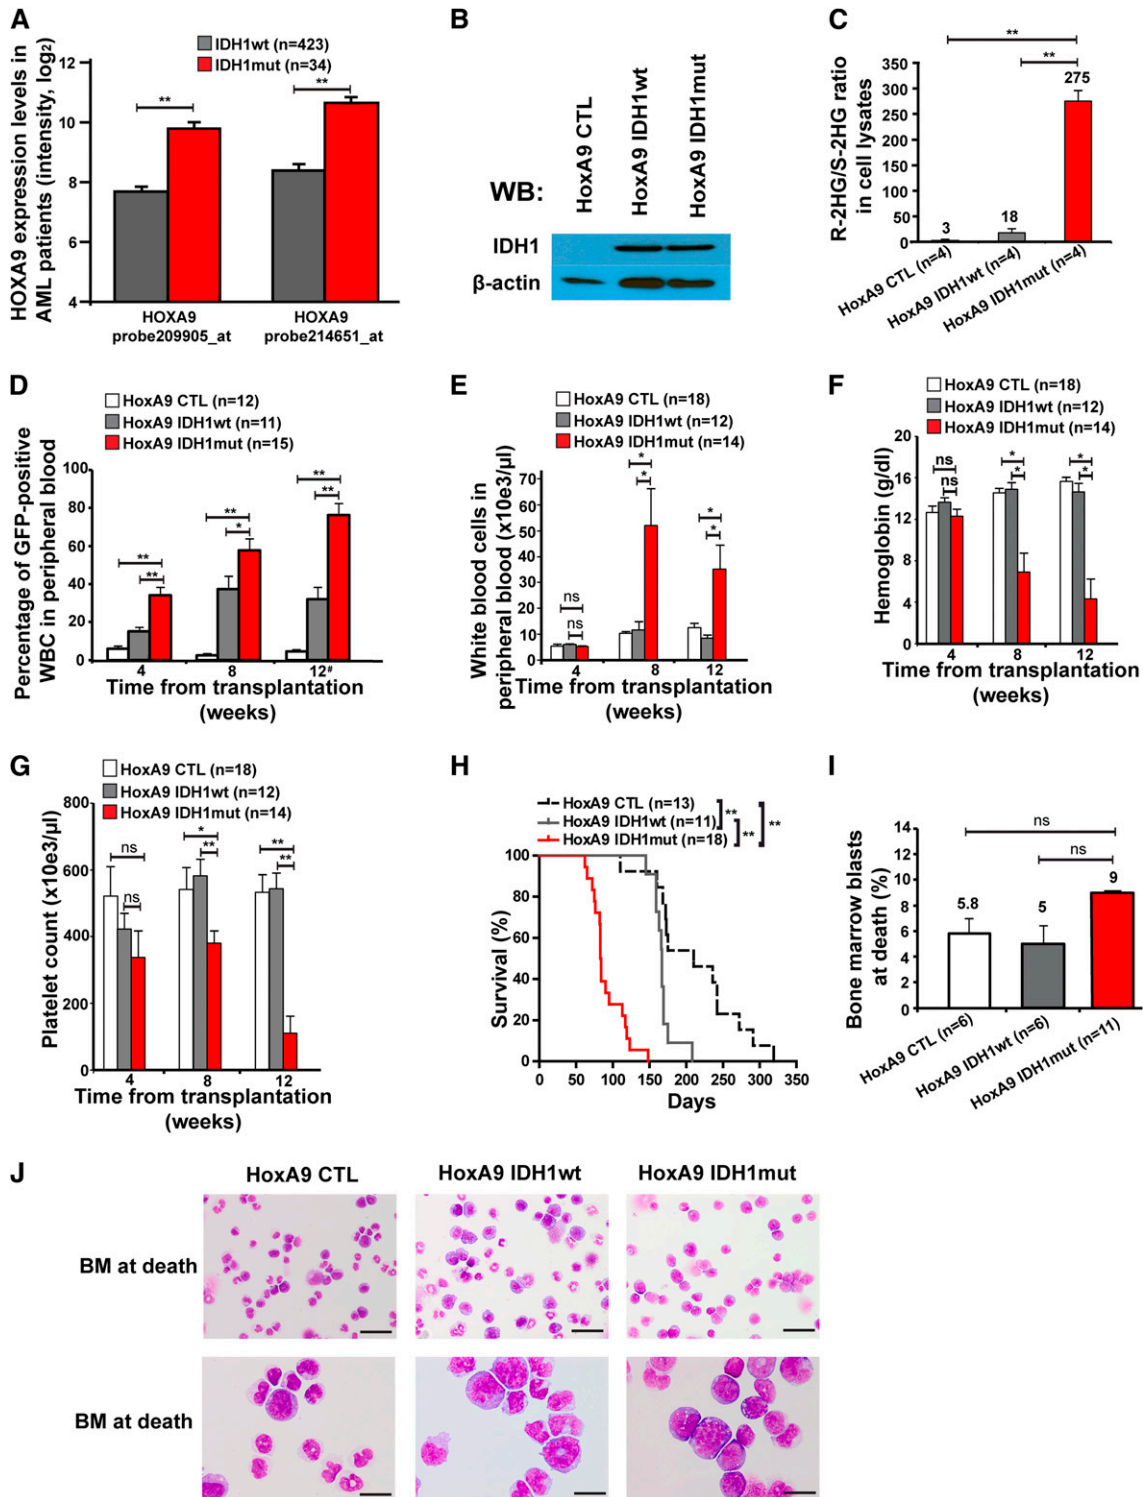 A
HOXA9 expression levels in
AML patients (intensity, log2)
IDH1wt (n=423)
IDH1mut (n=34)
12
10
8
6
4
**
**
HOXA9
probe209905_at
HOXA9
probe214651_at
B
WB:
HoxA9 CTL
HoxA9 IDH1wt
HoxA9 IDH1mut
IDH1
β-actin
C
R-2HG/S-2HG ratio
in cell lysates
350
300
250
200
150
100
50
0
**
**
3
18
275
HoxA9 CTL (n=4)
HoxA9 IDH1wt (n=4)
HoxA9 IDH1mut (n=4)
D
HoxA9 CTL (n=12)
HoxA9 IDH1wt (n=11)
HoxA9 IDH1mut (n=15)
Percentage of GFP-positive
WBC in peripheral blood
100
80
60
40
20
0
**
**
**
*
**
**
4
8
12#
Time from transplantation
(weeks)
E
HoxA9 CTL (n=18)
HoxA9 IDH1wt (n=12)
HoxA9 IDH1mut (n=14)
White blood cells in
peripheral blood (x10e3/µl)
70
60
50
40
30
20
10
0
ns
ns
*
*
*
*
4
8
12
Time from transplantation
(weeks)
F
HoxA9 CTL (n=18)
HoxA9 IDH1wt (n=12)
HoxA9 IDH1mut (n=14)
Hemoglobin (g/dl)
20
16
12
8
4
0
ns
ns
*
*
*
*
4
8
12
Time from transplantation
(weeks)
G
HoxA9 CTL (n=18)
HoxA9 IDH1wt (n=12)
HoxA9 IDH1mut (n=14)
Platelet count (x10e3/µl)
800
600
400
200
0
ns
ns
*
**
**
**
4
8
12
Time from transplantation
(weeks)
H
HoxA9 CTL (n=13)
HoxA9 IDH1wt (n=11)
HoxA9 IDH1mut (n=18)
**
**
**
Survival (%)
100
80
60
40
20
0
0
50
100
150
200
250
300
350
Days
I
Bone marrow blasts
at death (%)
14
12
10
8
6
4
2
0
ns
ns
5.8
5
9
HoxA9 CTL (n=6)
HoxA9 IDH1wt (n=6)
HoxA9 IDH1mut (n=11)
J
HoxA9 CTL
HoxA9 IDH1wt
HoxA9 IDH1mut
BM at death
BM at death